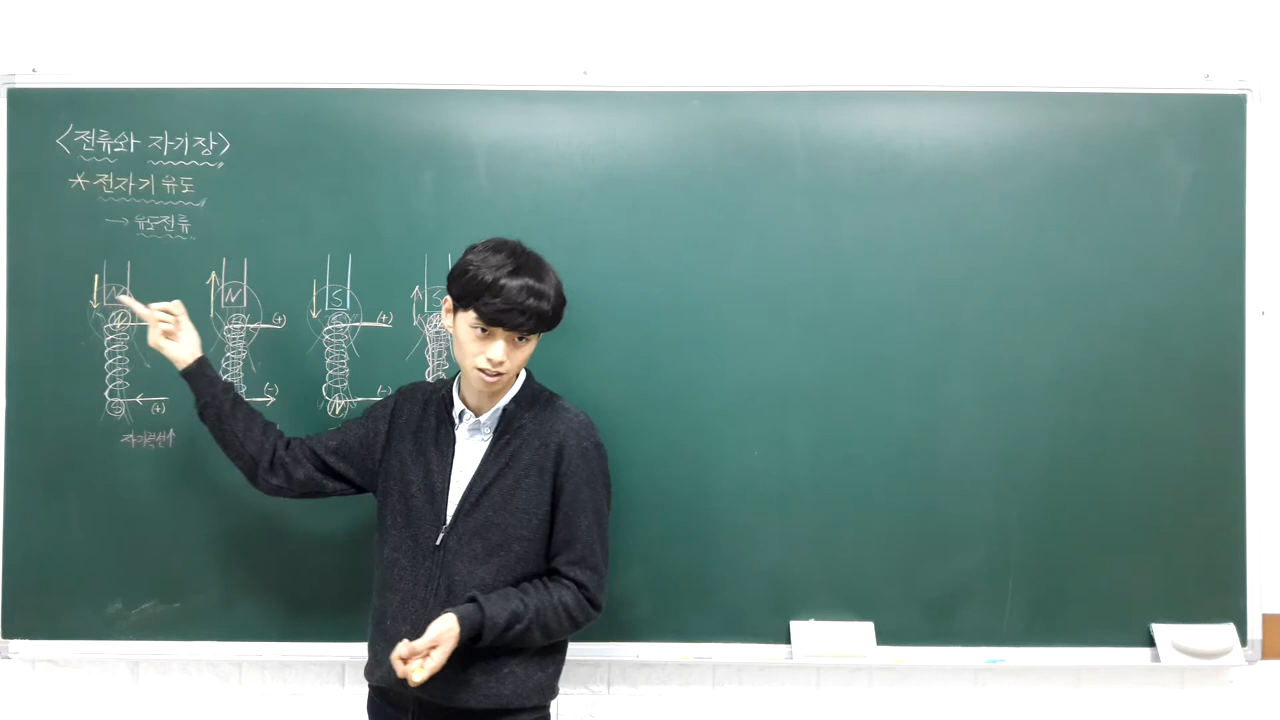 <전류와 자기장>
* 전자기 유도
→ 유도전류
N N S S
N S S N
(+) (+)
S (+) (-) N (-)
자기력선↑